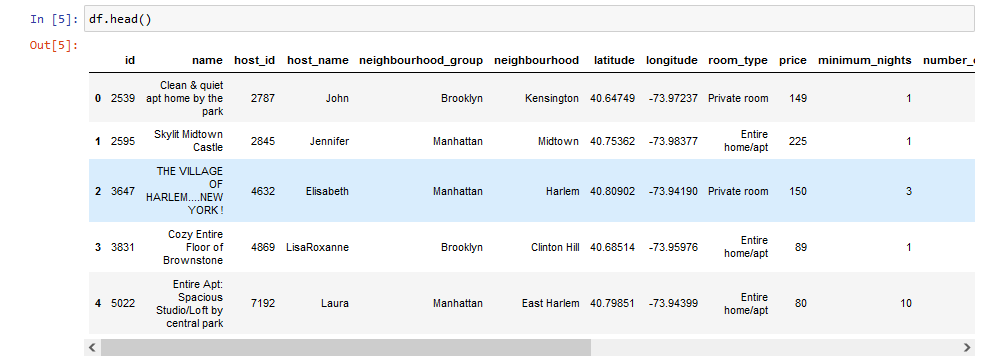 In [5]: df.head()
Out[5]:
id name host_id host_name neighbourhood_group neighbourhood latitude longitude room_type price minimum_nights number_
0 2539 Clean & quiet apt home by the park 2787 John Brooklyn Kensington 40.64749 -73.97237 Private room 149 1
1 2595 Skylit Midtown Castle 2845 Jennifer Manhattan Midtown 40.75362 -73.98377 Entire home/apt 225 1
2 3647 THE VILLAGE OF HARLEM....NEW YORK ! 4632 Elisabeth Manhattan Harlem 40.80902 -73.94190 Private room 150 3
3 3831 Cozy Entire Floor of Brownstone 4869 LisaRoxanne Brooklyn Clinton Hill 40.68514 -73.95976 Entire home/apt 89 1
4 5022 Entire Apt: Spacious Studio/Loft by central park 7192 Laura Manhattan East Harlem 40.79851 -73.94399 Entire home/apt 80 10